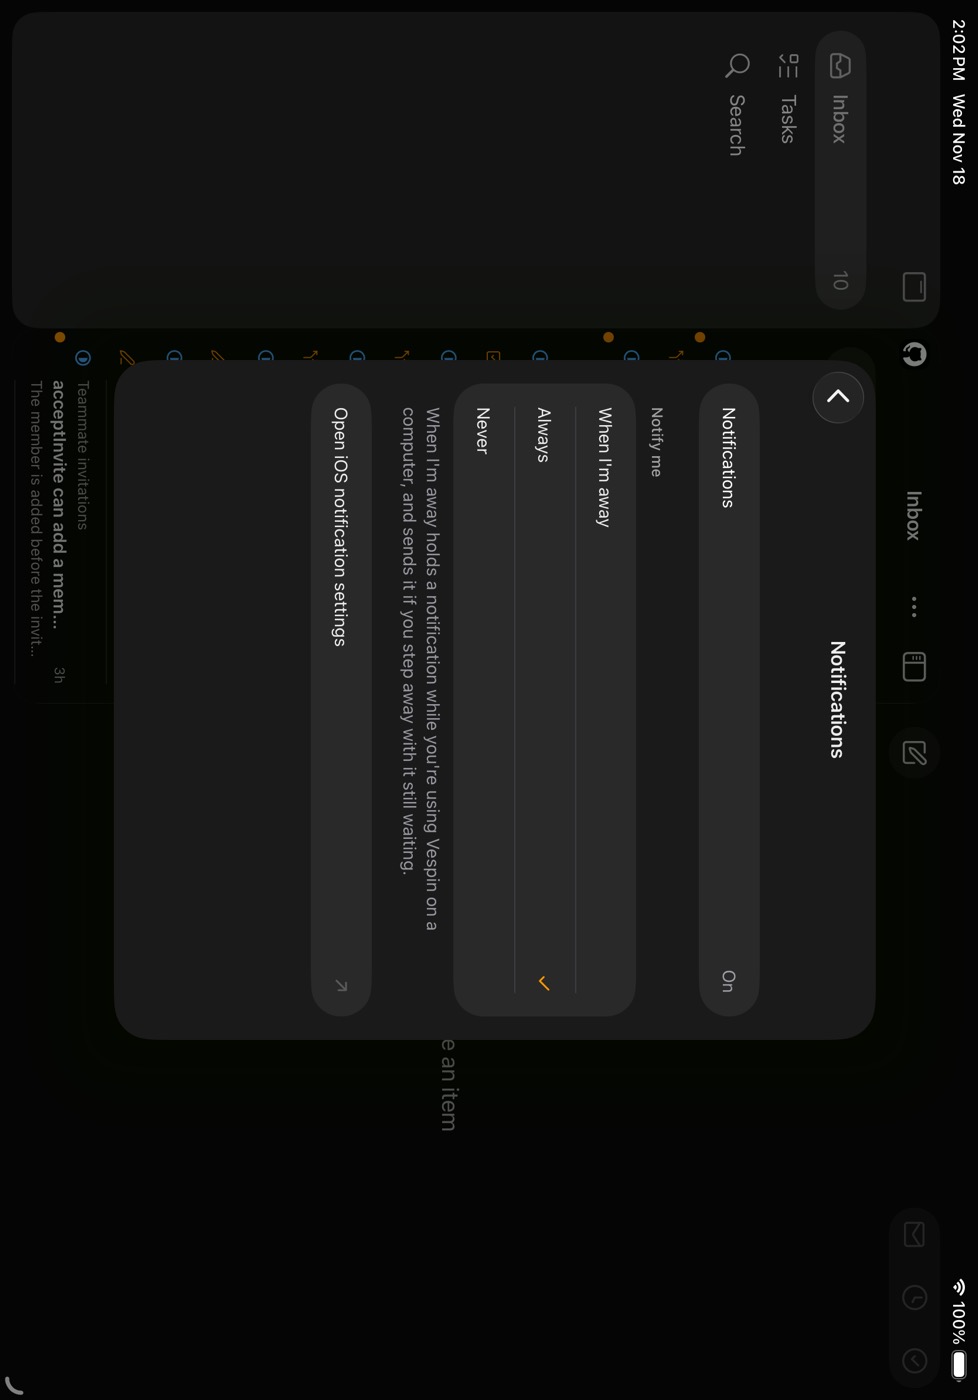 2:02 PM Wed Nov 18
100%
Inbox
Inbox 10
Tasks
Search
Notifications
Notifications On
Notify me
When I'm away
Always
Never
When I'm away holds a notification while you're using Vespin on a
computer, and sends it if you step away with it still waiting.
Open iOS notification settings
e an item
Teammate invitations
acceptInvite can add a mem... 3h
The member is added before the invit...